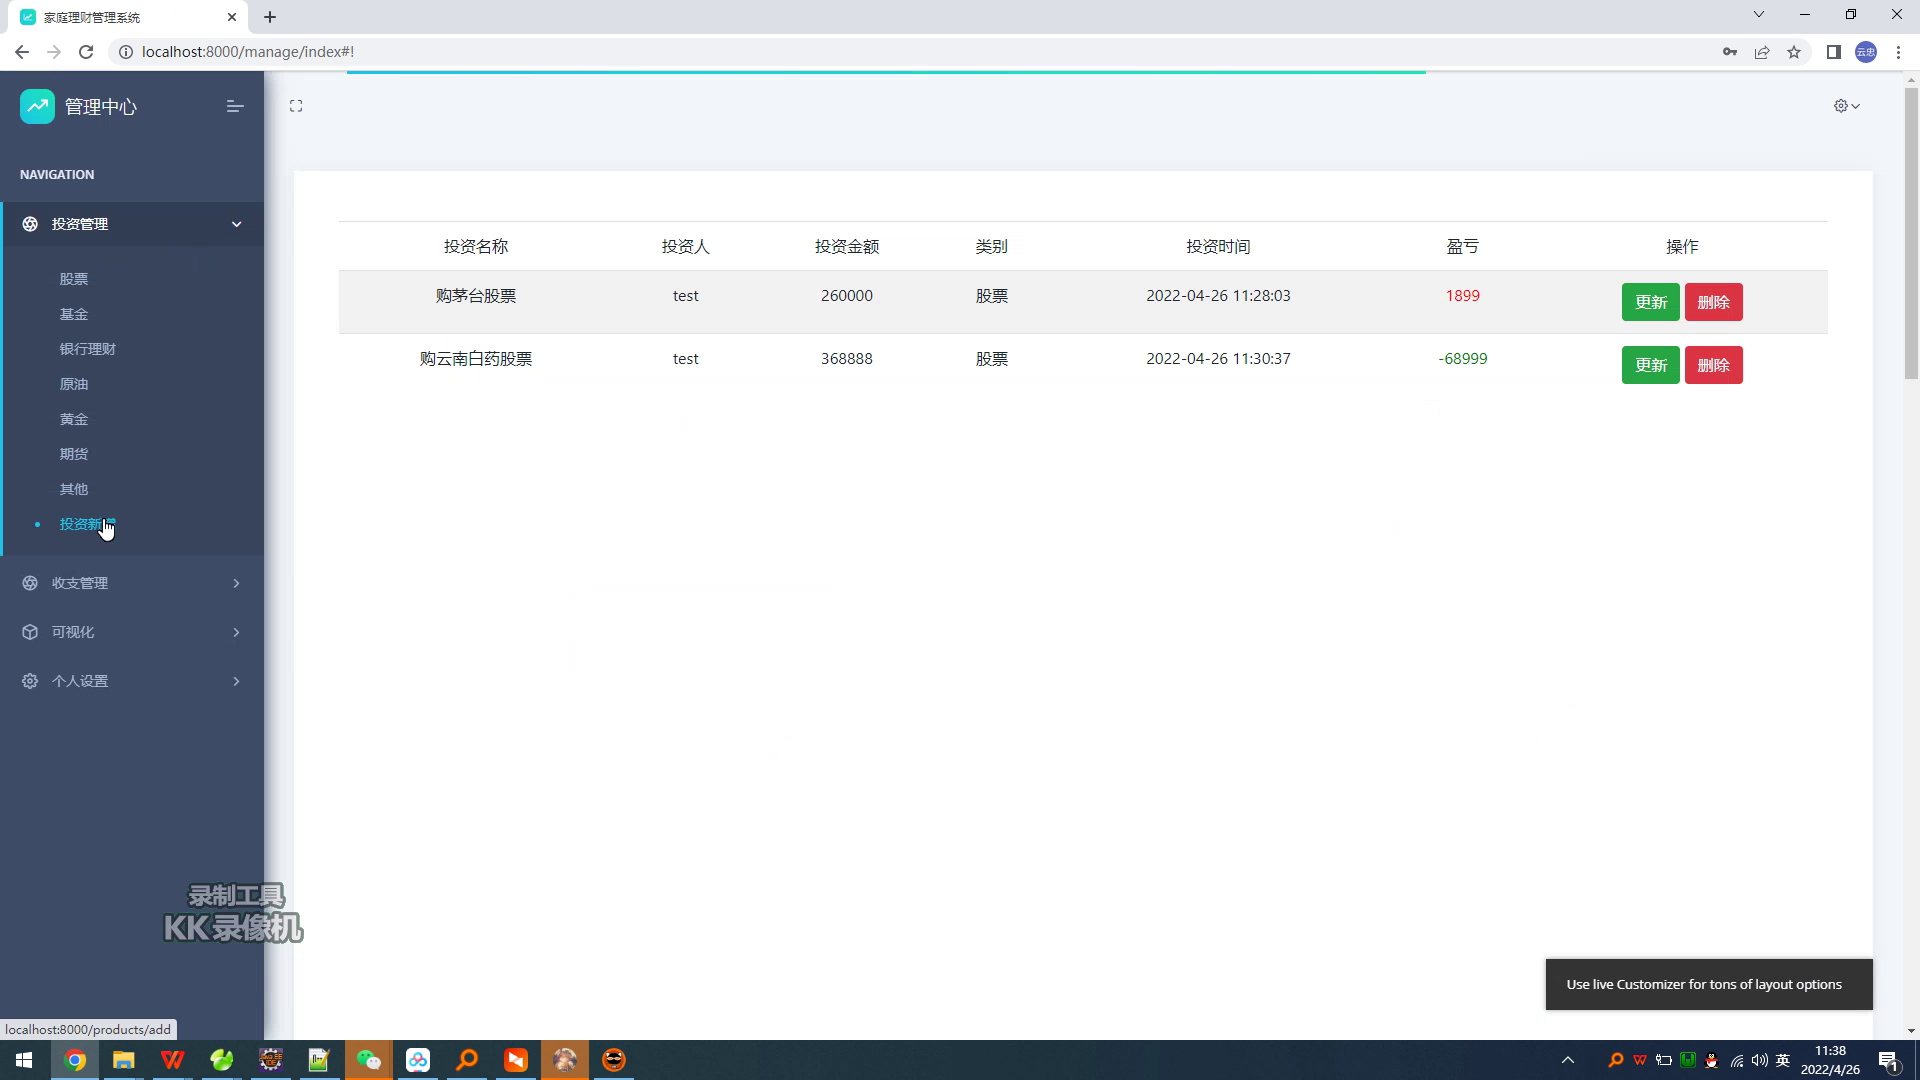 家庭理财管理系统
localhost:8000/manage/index#!
云忠
管理中心
NAVIGATION
投资管理
股票
基金
银行理财
原油
黄金
期货
其他
投资新
收支管理
可视化
个人设置
投资名称 投资人 投资金额 类别 投资时间 盈亏 操作
购茅台股票 test 260000 股票 2022-04-26 11:28:03 1899 更新 删除
购云南白药股票 test 368888 股票 2022-04-26 11:30:37 -68999 更新 删除
录制工具
KK录像机
Use live Customizer for tons of layout options
localhost:8000/products/add
英
11:38
2022/4/26
1